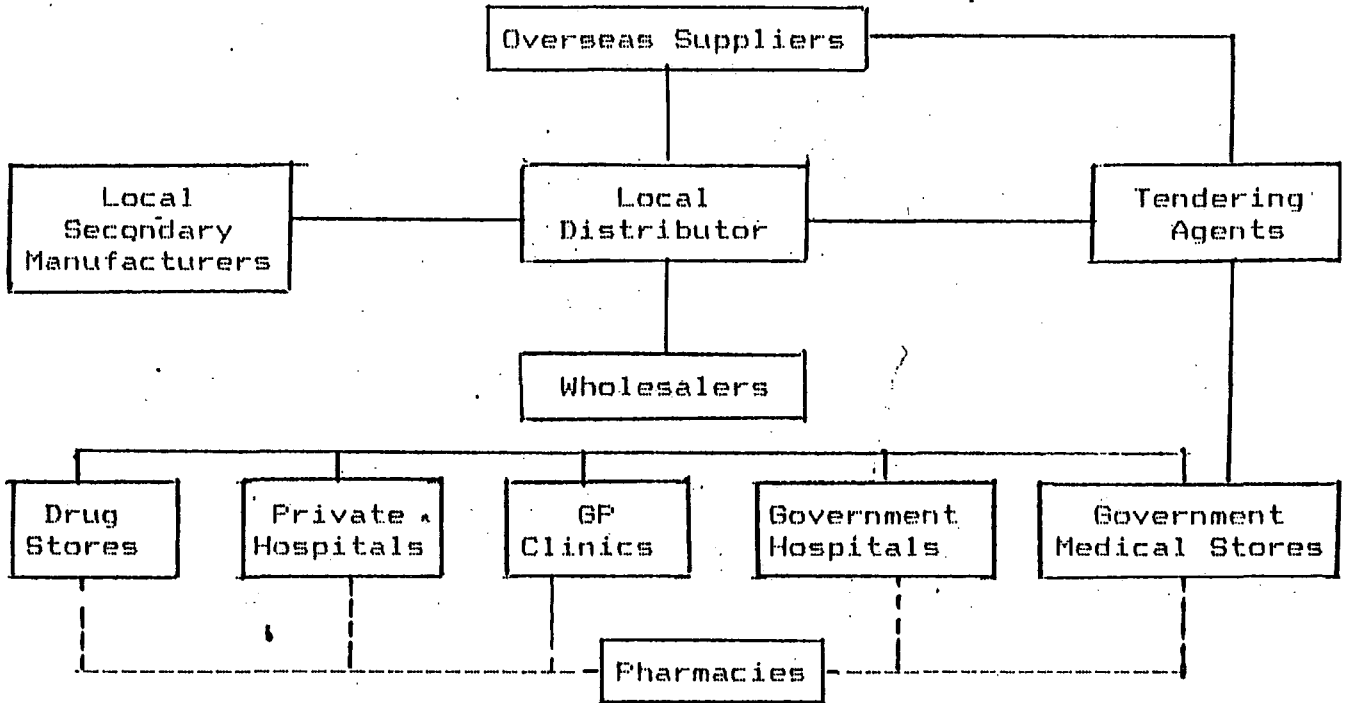 Overseas Suppliers
Local
Secondary
Manufacturers
Local
Distributor
Tendering
Agents
Wholesalers
Drug
Stores
Private
Hospitals
GP
Clinics
Government
Hospitals
Government
Medical Stores
Pharmacies